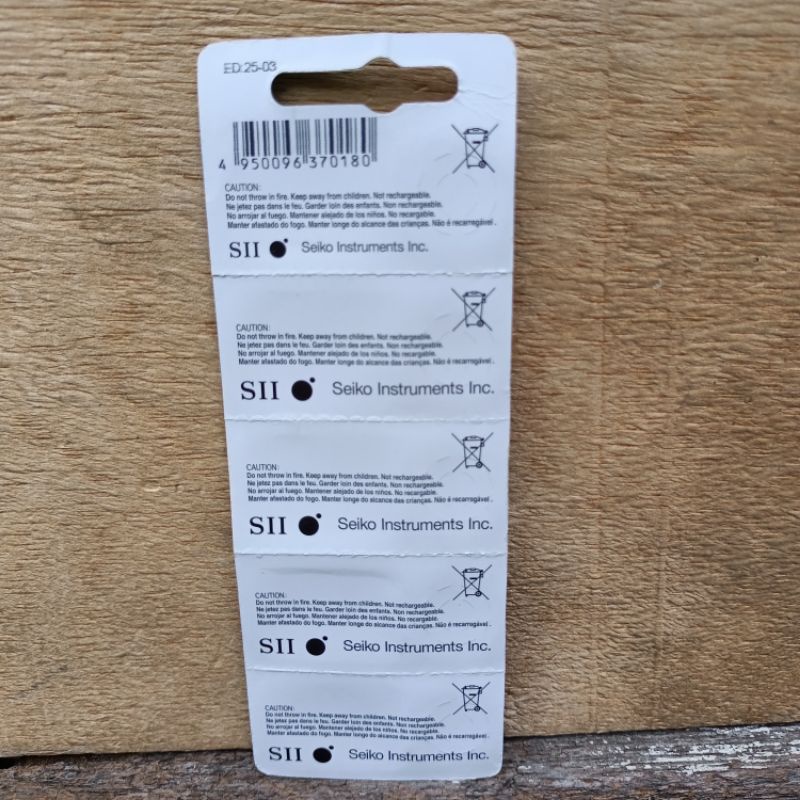 ED:25-03
4 950096 370180
CAUTION:
Do not throw in fire. Keep away from children. Not rechargeable.
Ne jetez pas dans le feu. Garder loin des enfants. Non rechargeable.
No arrojar al fuego. Mantener alejado de los niños. No recargable.
Manter afastado do fogo. Manter longe do alcance das crianças. Não é recarregável.
SII Seiko Instruments Inc.
CAUTION:
Do not throw in fire. Keep away from children. Not rechargeable.
Ne jetez pas dans le feu. Garder loin des enfants. Non rechargeable.
No arrojar al fuego. Mantener alejado de los niños. No recargable.
Manter afastado do fogo. Manter longe do alcance das crianças. Não é recarregável.
SII Seiko Instruments Inc.
CAUTION:
Do not throw in fire. Keep away from children. Not rechargeable.
Ne jetez pas dans le feu. Garder loin des enfants. Non rechargeable.
No arrojar al fuego. Mantener alejado de los niños. No recargable.
Manter afastado do fogo. Manter longe do alcance das crianças. Não é recarregável.
SII Seiko Instruments Inc.
CAUTION:
Do not throw in fire. Keep away from children. Not rechargeable.
Ne jetez pas dans le feu. Garder loin des enfants. Non rechargeable.
No arrojar al fuego. Mantener alejado de los niños. No recargable.
Manter afastado do fogo. Manter longe do alcance das crianças. Não é recarregável.
SII Seiko Instruments Inc.
CAUTION:
Do not throw in fire. Keep away from children. Not rechargeable.
Ne jetez pas dans le feu. Garder loin des enfants. Non rechargeable.
No arrojar al fuego. Mantener alejado de los niños. No recargable.
Manter afastado do fogo. Manter longe do alcance das crianças. Não é recarregável.
SII Seiko Instruments Inc.